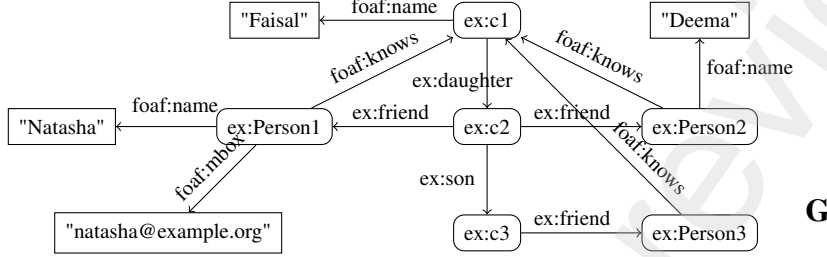 "Faisal"
foaf:name
ex:c1
"Deema"
foaf:knows
foaf:knows
ex:daughter
foaf:name
"Natasha"
foaf:name
ex:Person1
ex:friend
ex:c2
ex:friend
ex:Person2
foaf:mbox
foaf:knows
ex:son
"natasha@example.org"
ex:c3
ex:friend
ex:Person3
G